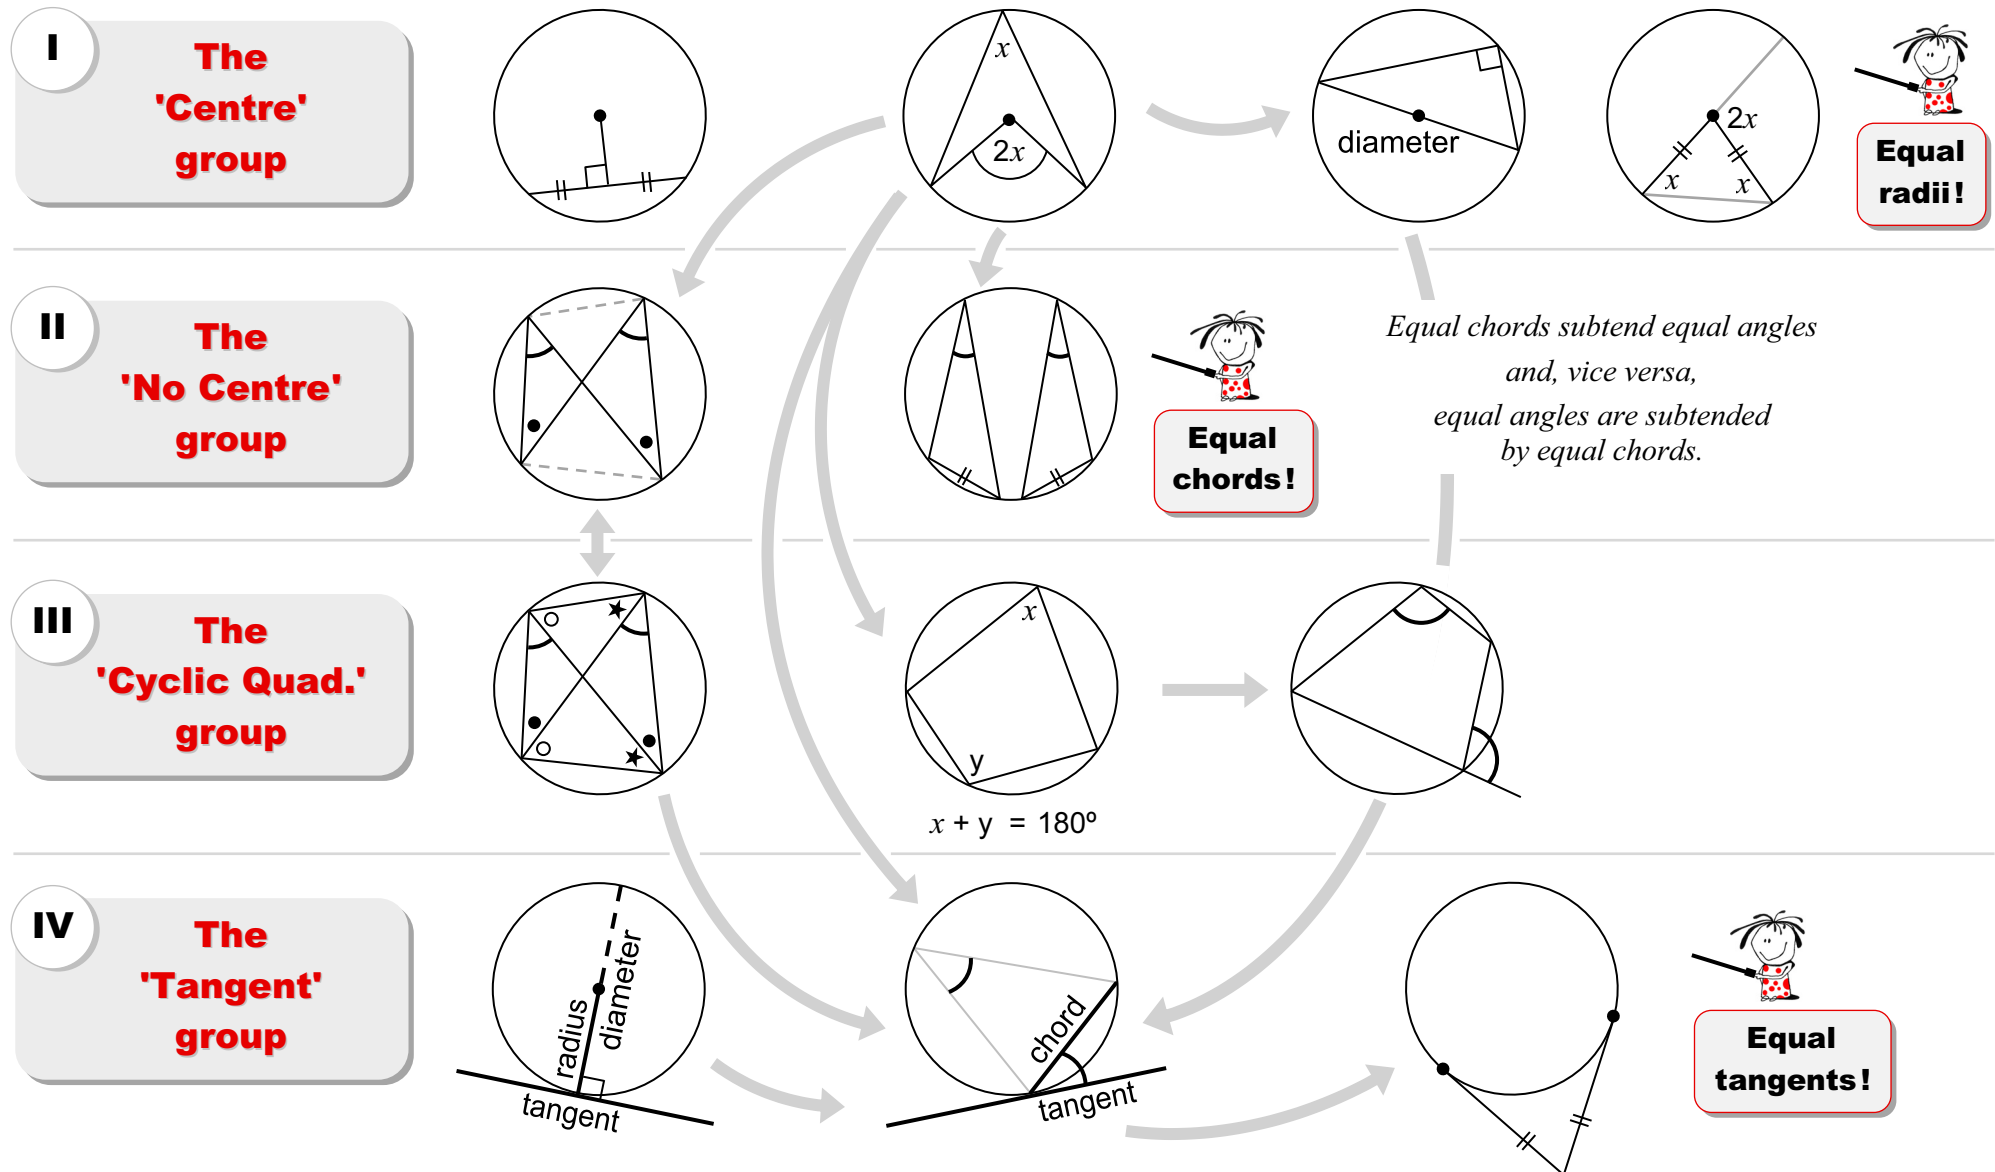 I
The
'Centre'
group
x
2x
diameter
2x
x
x
Equal
radii!
II
The
'No Centre'
group
Equal
chords!
Equal chords subtend equal angles
and, vice versa,
equal angles are subtended
by equal chords.
III
The
'Cyclic Quad.'
group
x
y
x + y = 180º
IV
The
'Tangent'
group
radius
diameter
tangent
chord
tangent
Equal
tangents!